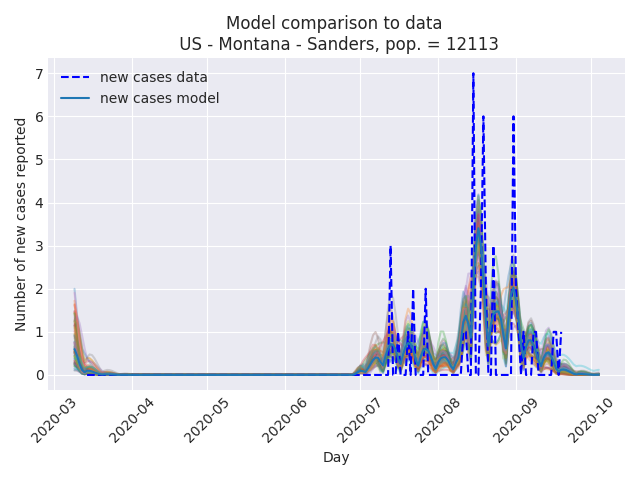 Model comparison to data
US - Montana - Sanders, pop. = 12113
new cases data
new cases model
Number of new cases reported
7
6
5
4
3
2
1
0
2020-03
2020-04
2020-05
2020-06
2020-07
2020-08
2020-09
2020-10
Day